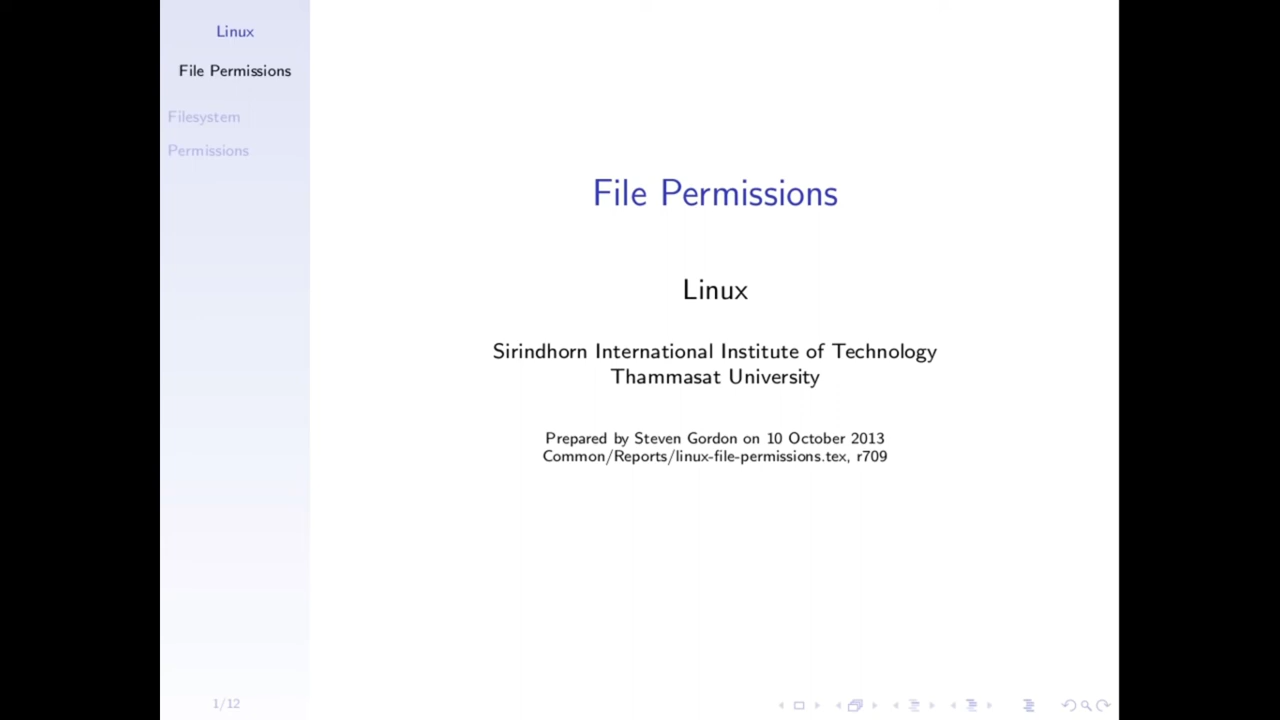 Linux
File Permissions
Filesystem
Permissions
File Permissions
Linux
Sirindhorn International Institute of Technology
Thammasat University
Prepared by Steven Gordon on 10 October 2013
Common/Reports/linux-file-permissions.tex, r709
1/12